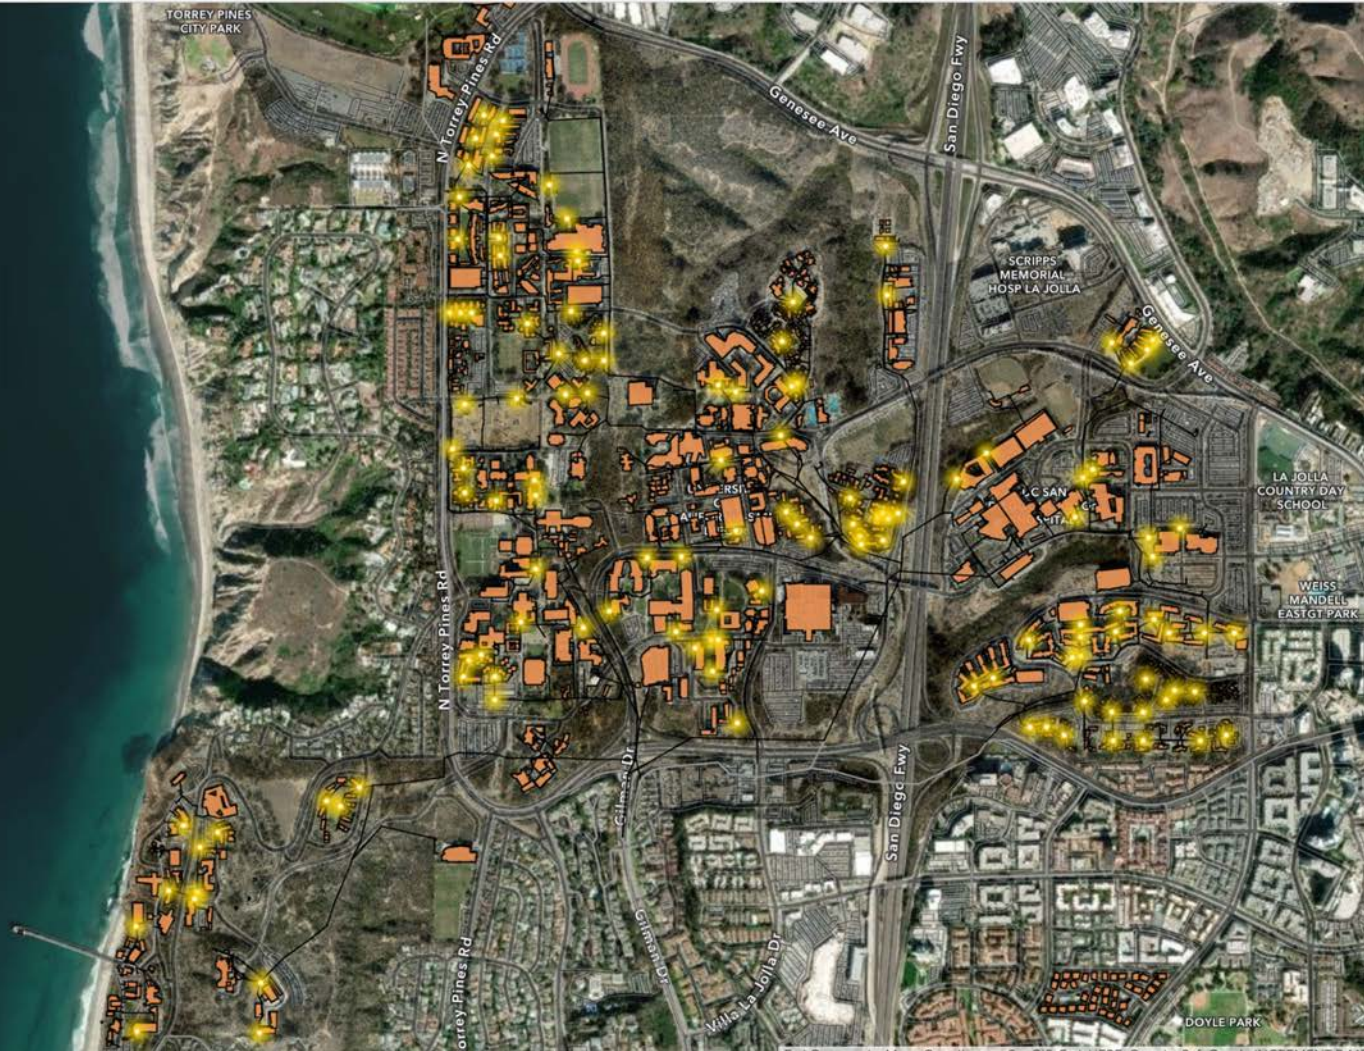 TORREY PINES
CITY PARK
N Torrey Pines Rd
Genesee Ave
San Diego Fwy
SCRIPPS
MEMORIAL
HOSP LA JOLLA
Genesee Ave
LA JOLLA
COUNTRY DAY
SCHOOL
N Torrey Pines Rd
WEISS
MANDELL
EASTGT PARK
Gilman Dr
San Diego Fwy
Gilman Dr
Villa La Jolla Dr
orrey Pines Rd
DOYLE PARK